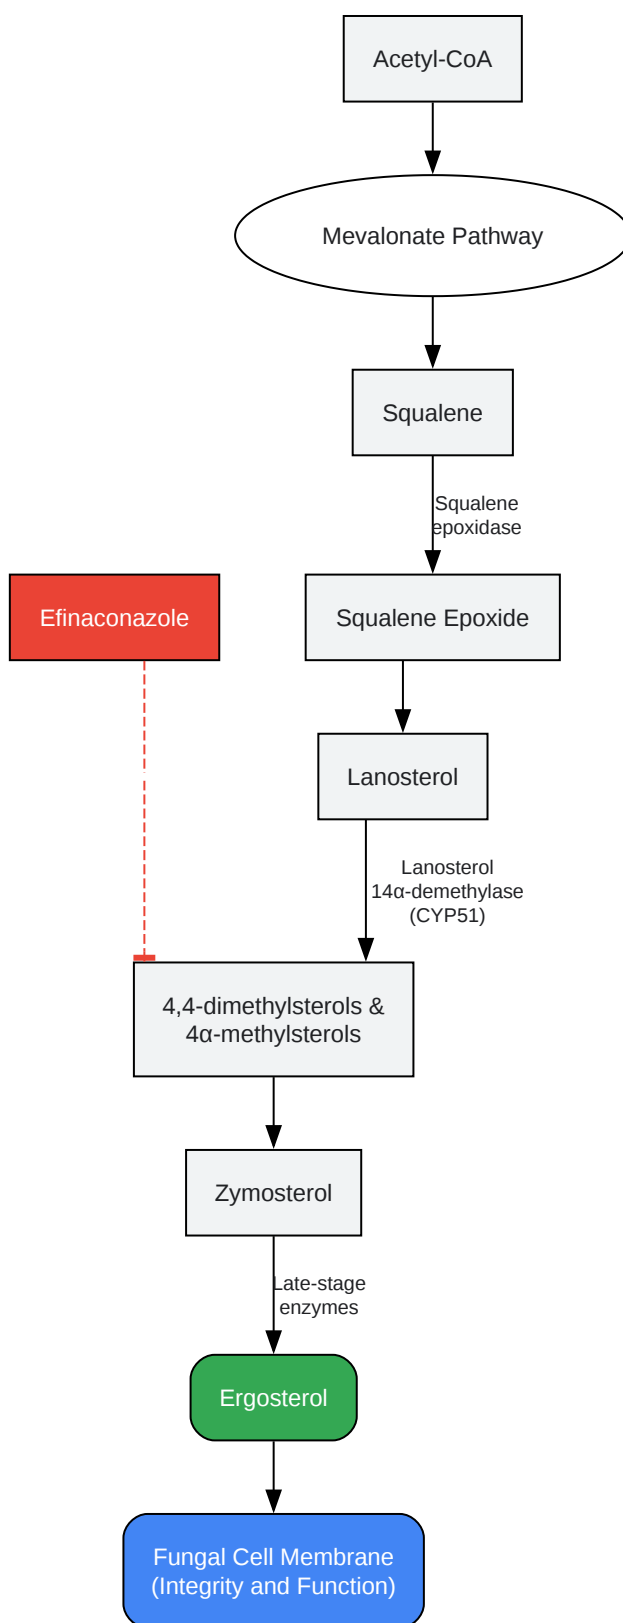 Acetyl-CoA
Mevalonate Pathway
Squalene
Squalene
epoxidase
Efinaconazole
Squalene Epoxide
Lanosterol
Lanosterol
14α-demethylase
(CYP51)
4,4-dimethylsterols &
4α-methylsterols
Zymosterol
Late-stage
enzymes
Ergosterol
Fungal Cell Membrane
(Integrity and Function)